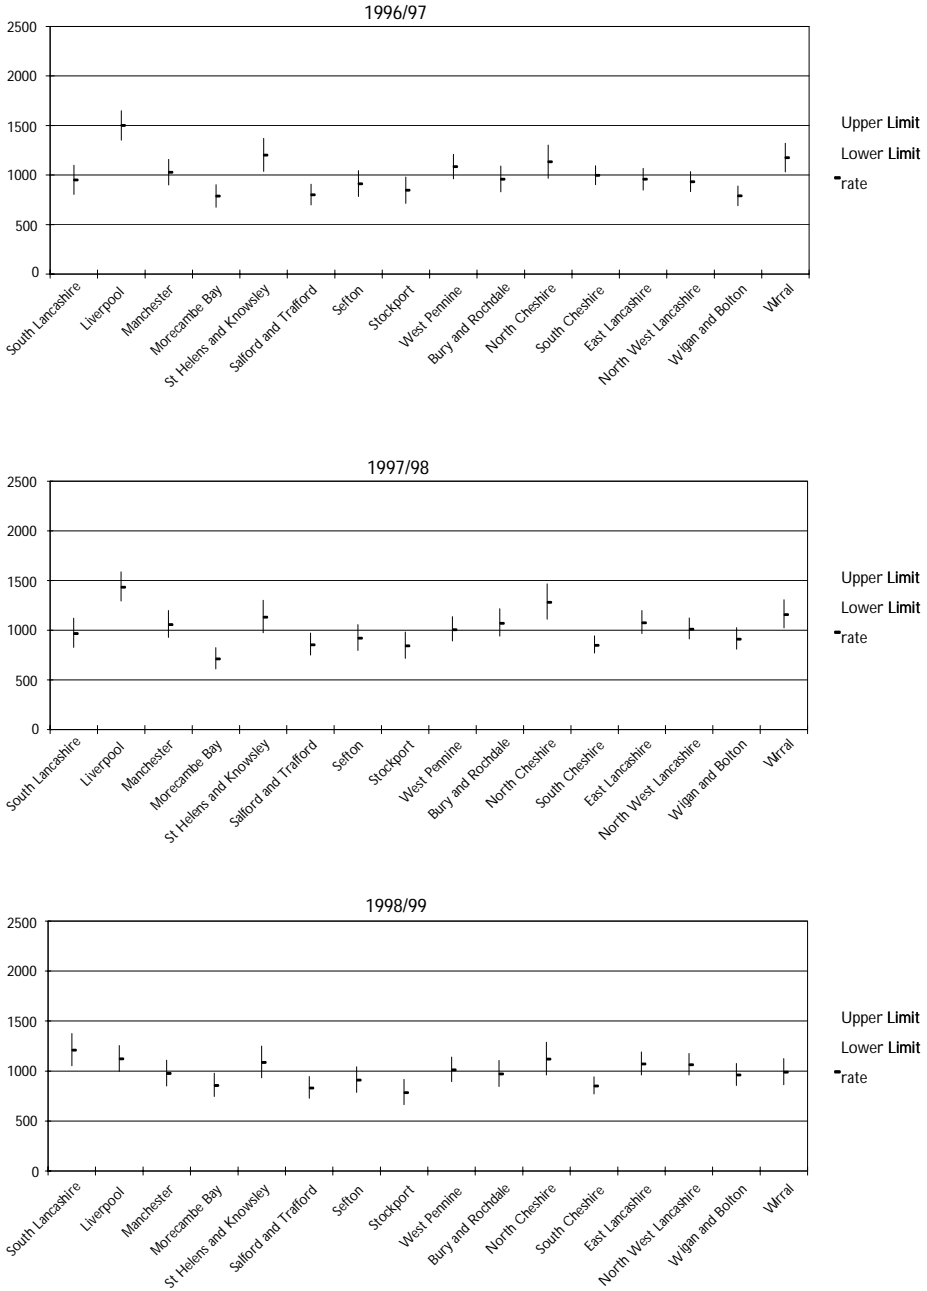 1996/97
2500
2000
1500
1000
500
0
Upper Limit
Lower Limit
rate
South Lancashire
Liverpool
Manchester
Morecambe Bay
St Helens and Knowsley
Salford and Trafford
Sefton
Stockport
West Pennine
Bury and Rochdale
North Cheshire
South Cheshire
East Lancashire
North West Lancashire
Wigan and Bolton
Wirral
1997/98
2500
2000
1500
1000
500
0
Upper Limit
Lower Limit
rate
South Lancashire
Liverpool
Manchester
Morecambe Bay
St Helens and Knowsley
Salford and Trafford
Sefton
Stockport
West Pennine
Bury and Rochdale
North Cheshire
South Cheshire
East Lancashire
North West Lancashire
Wigan and Bolton
Wirral
1998/99
2500
2000
1500
1000
500
0
Upper Limit
Lower Limit
rate
South Lancashire
Liverpool
Manchester
Morecambe Bay
St Helens and Knowsley
Salford and Trafford
Sefton
Stockport
West Pennine
Bury and Rochdale
North Cheshire
South Cheshire
East Lancashire
North West Lancashire
Wigan and Bolton
Wirral